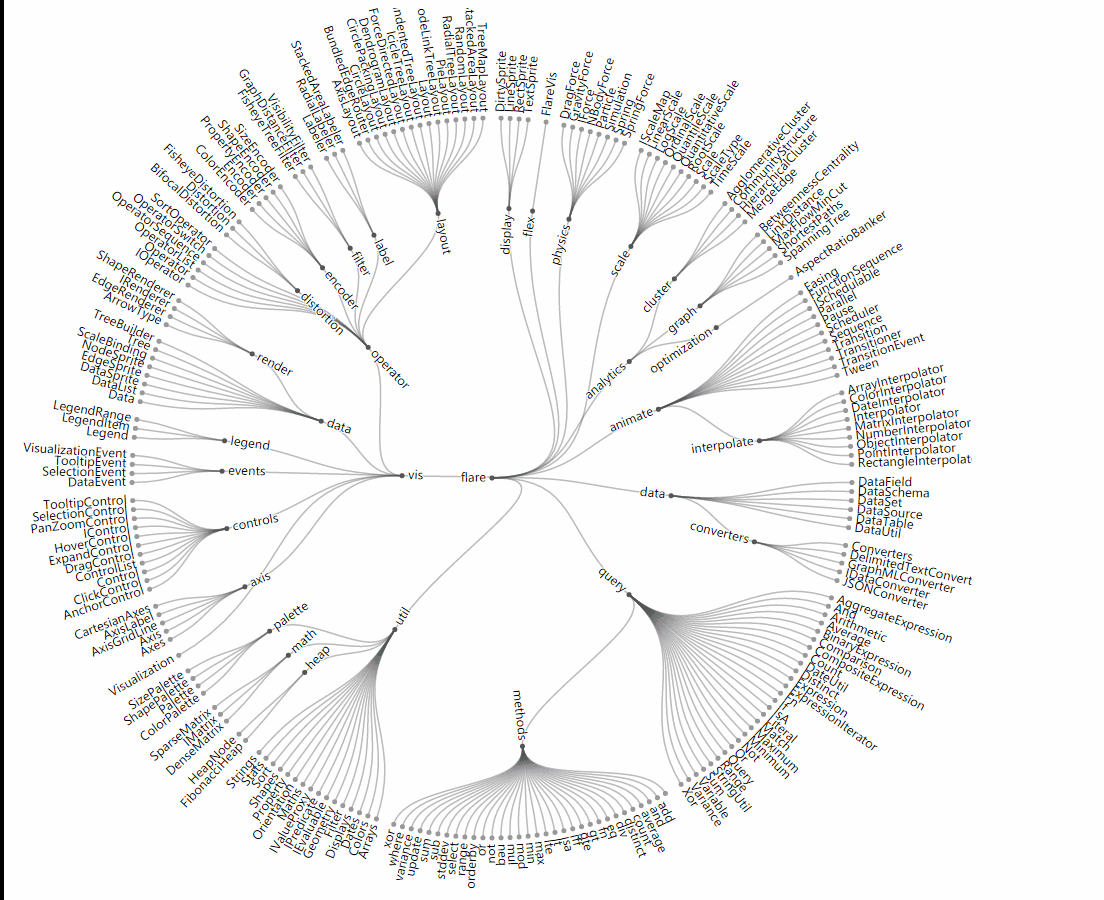 flare
vis
operator
layout
TreeMapLayout
tackedAreaLayout
RandomLayout
RadialTreeLayout
PieLayout
odeLinkTreeLayout
Layout
ndentedTreeLayout
IcicleTreeLayout
ForceDirectedLayout
DendrogramLayout
CirclePackingLayout
CircleLayout
BundledEdgeRouter
AxisLayout
label
StackedAreaLabeler
RadialLabeler
Labeler
filter
VisibilityFilter
GraphDistanceFilter
FisheyeTreeFilter
encoder
SizeEncoder
ShapeEncoder
PropertyEncoder
Encoder
ColorEncoder
distortion
FisheyeDistortion
Distortion
BifocalDistortion
SortOperator
OperatorSwitch
OperatorSequence
OperatorList
Operator
IOperator
data
render
ShapeRenderer
IRenderer
EdgeRenderer
ArrowType
TreeBuilder
Tree
ScaleBinding
NodeSprite
EdgeSprite
DataSprite
DataList
Data
legend
LegendRange
LegendItem
Legend
events
VisualizationEvent
TooltipEvent
SelectionEvent
DataEvent
controls
TooltipControl
SelectionControl
PanZoomControl
IControl
HoverControl
ExpandControl
DragControl
ControlList
Control
ClickControl
AnchorControl
axis
CartesianAxes
AxisLabel
AxisGridLine
Axis
Axes
Visualization
util
palette
SizePalette
ShapePalette
Palette
ColorPalette
math
SparseMatrix
IMatrix
DenseMatrix
heap
HeapNode
FibonacciHeap
Strings
Stats
Sort
Shapes
Property
Orientation
Maths
IValueProxy
IPredicate
IEvaluable
Geometry
Filter
Displays
Dates
Colors
Arrays
display
DirtySprite
LineSprite
RectSprite
TextSprite
flex
FlareVis
physics
DragForce
GravityForce
IForce
NBodyForce
Particle
Simulation
Spring
SpringForce
scale
IScaleMap
LinearScale
LogScale
OrdinalScale
QuantileScale
QuantitativeScale
RootScale
Scale
ScaleType
TimeScale
analytics
cluster
AgglomerativeCluster
CommunityStructure
HierarchicalCluster
MergeEdge
graph
BetweennessCentrality
LinkDistance
MaxFlowMinCut
ShortestPaths
SpanningTree
optimization
AspectRatioBanker
animate
Easing
FunctionSequence
ISchedulable
Parallel
Pause
Scheduler
Sequence
Transition
Transitioner
TransitionEvent
Tween
interpolate
ArrayInterpolator
ColorInterpolator
DateInterpolator
Interpolator
MatrixInterpolator
NumberInterpolator
ObjectInterpolator
PointInterpolator
RectangleInterpolat
data
DataField
DataSchema
DataSet
DataSource
DataTable
DataUtil
converters
Converters
DelimitedTextConvert
GraphMLConverter
IDataConverter
JSONConverter
query
AggregateExpression
And
Arithmetic
Average
BinaryExpression
Comparison
CompositeExpression
Count
DateUtil
Distinct
Expression
ExpressionIterator
Fn
If
IsA
Literal
Match
Maximum
Minimum
Not
Or
Query
Range
StringUtil
Sum
Variable
Variance
Xor
methods
add
and
average
count
distinct
div
eq
fn
gt
gte
iff
isa
lt
lte
max
min
mod
mul
neq
not
or
orderby
range
select
stddev
sub
sum
update
variance
where
xor